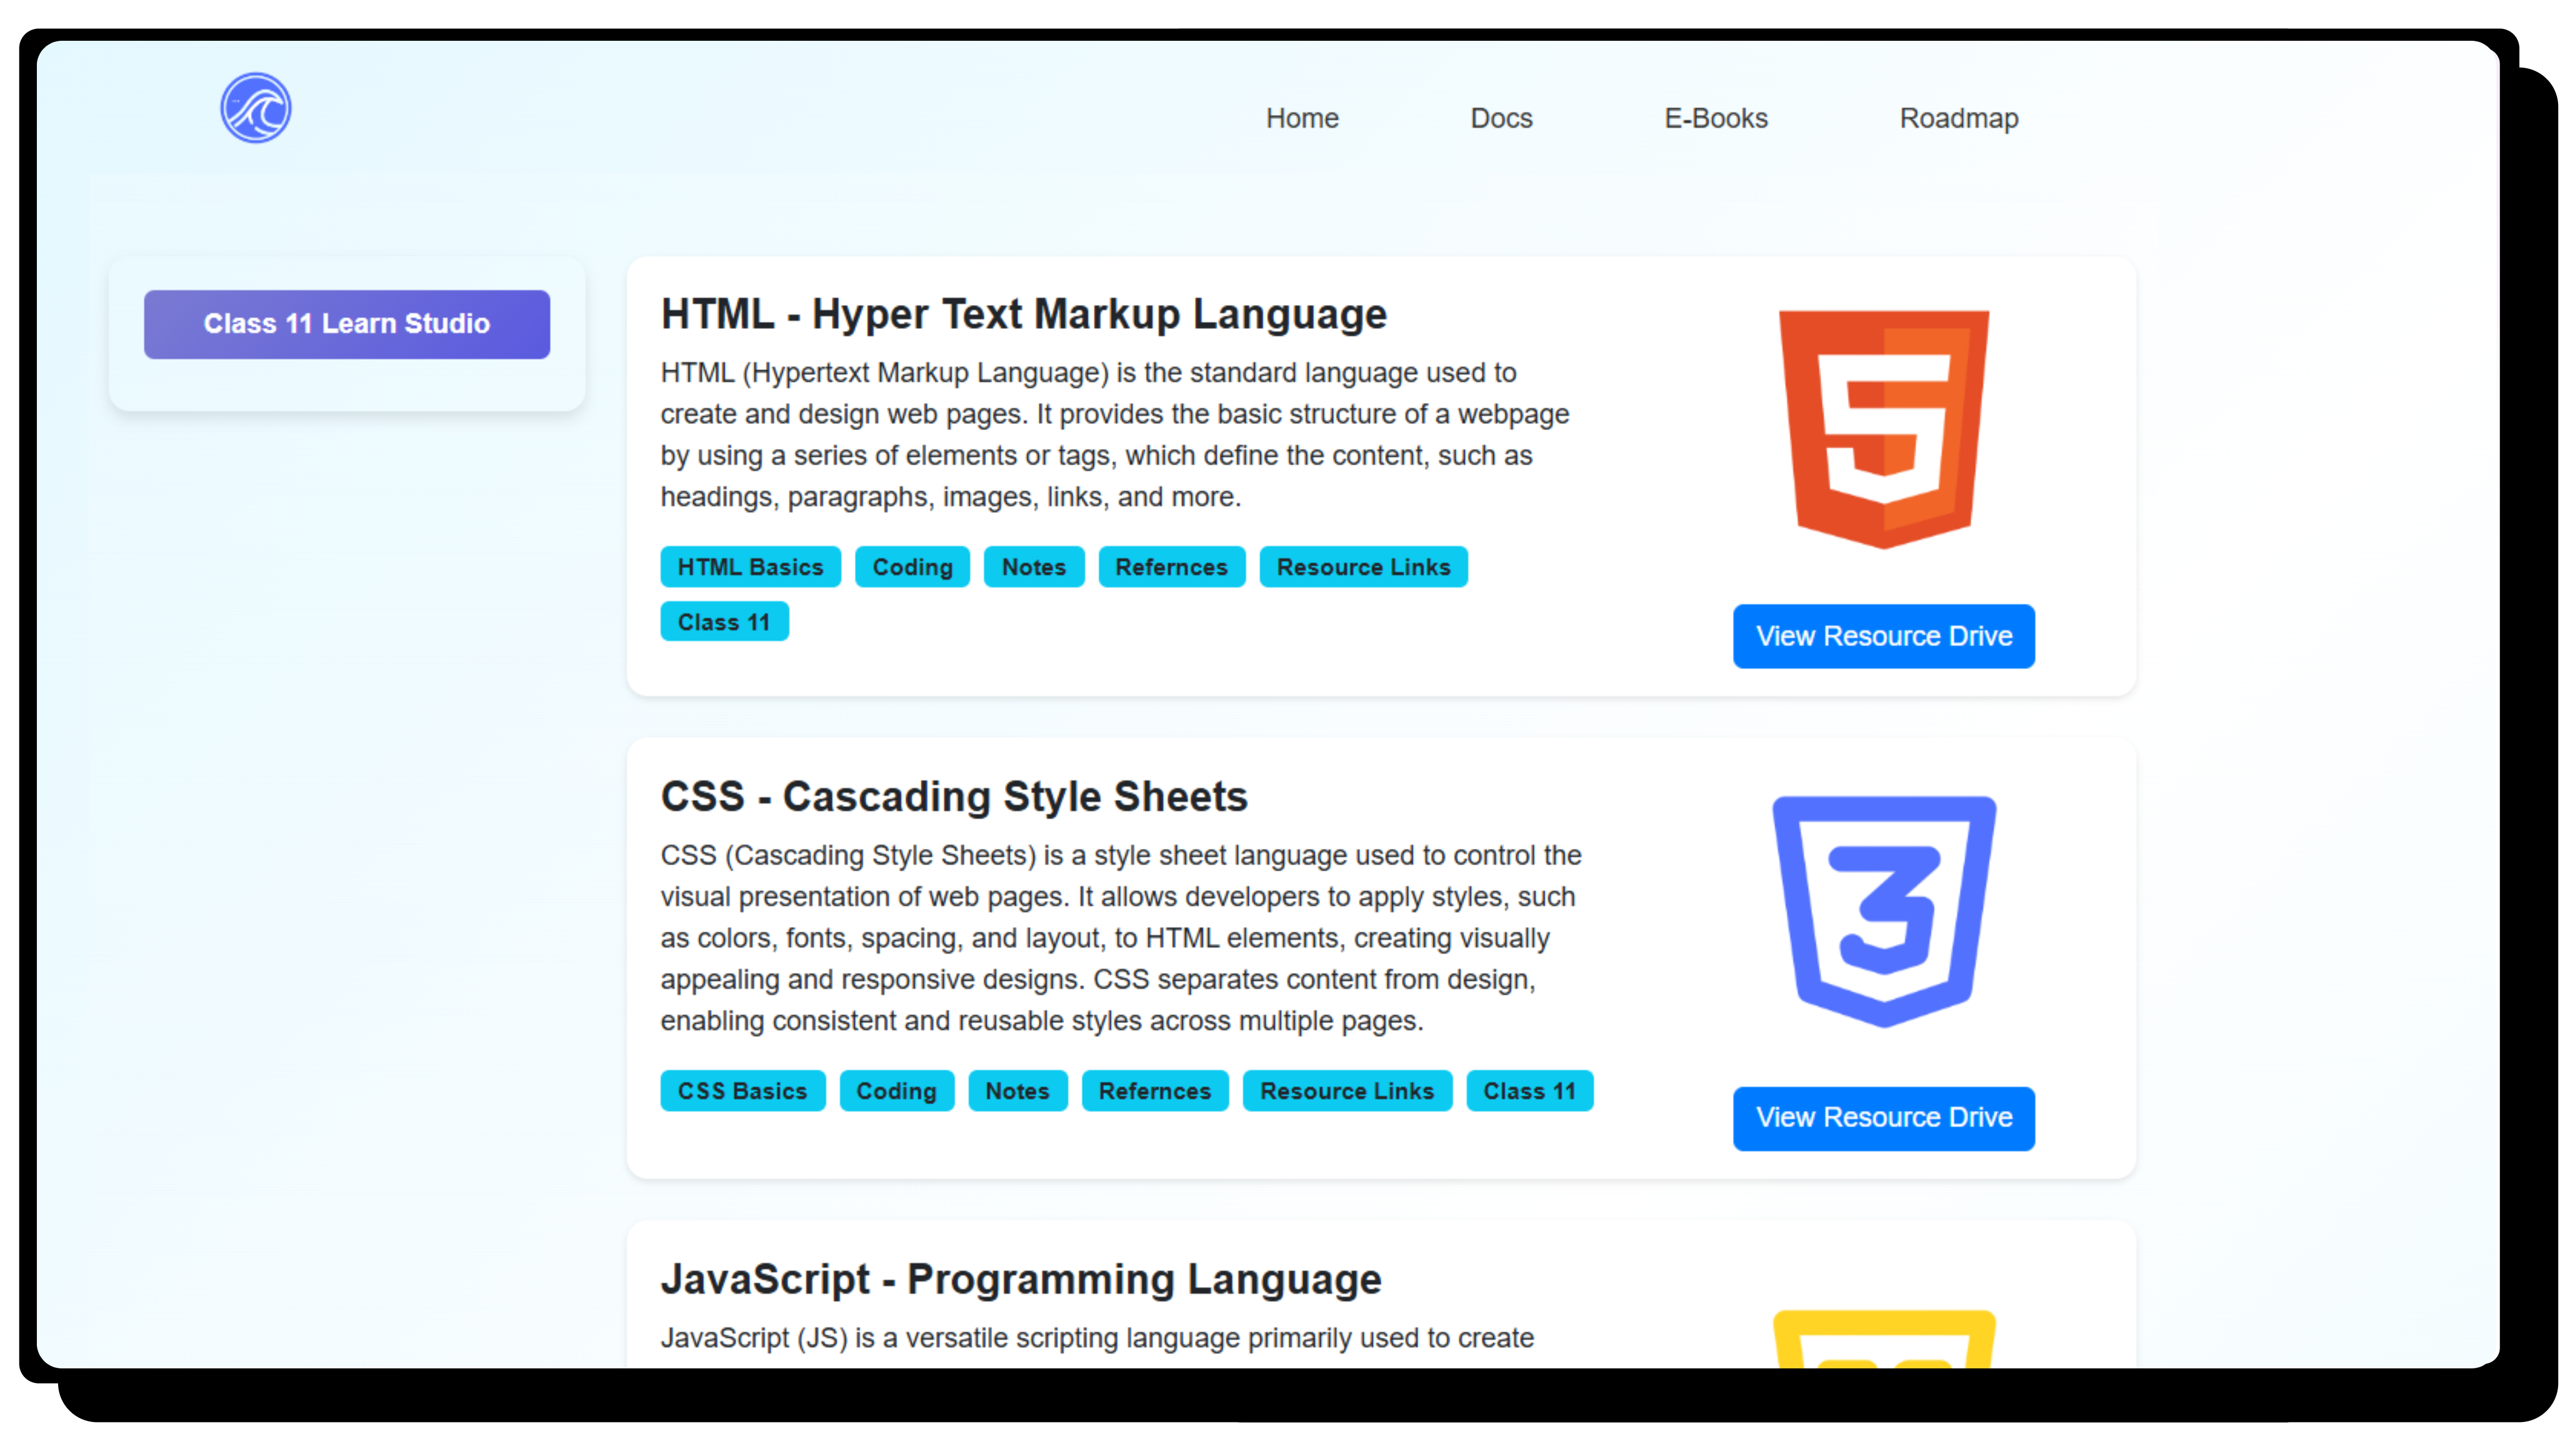 Home Docs E-Books Roadmap
Class 11 Learn Studio
HTML - Hyper Text Markup Language
HTML (Hypertext Markup Language) is the standard language used to
create and design web pages. It provides the basic structure of a webpage
by using a series of elements or tags, which define the content, such as
headings, paragraphs, images, links, and more.
HTML Basics Coding Notes Refernces Resource Links
Class 11
View Resource Drive
CSS - Cascading Style Sheets
CSS (Cascading Style Sheets) is a style sheet language used to control the
visual presentation of web pages. It allows developers to apply styles, such
as colors, fonts, spacing, and layout, to HTML elements, creating visually
appealing and responsive designs. CSS separates content from design,
enabling consistent and reusable styles across multiple pages.
CSS Basics Coding Notes Refernces Resource Links Class 11
View Resource Drive
JavaScript - Programming Language
JavaScript (JS) is a versatile scripting language primarily used to create